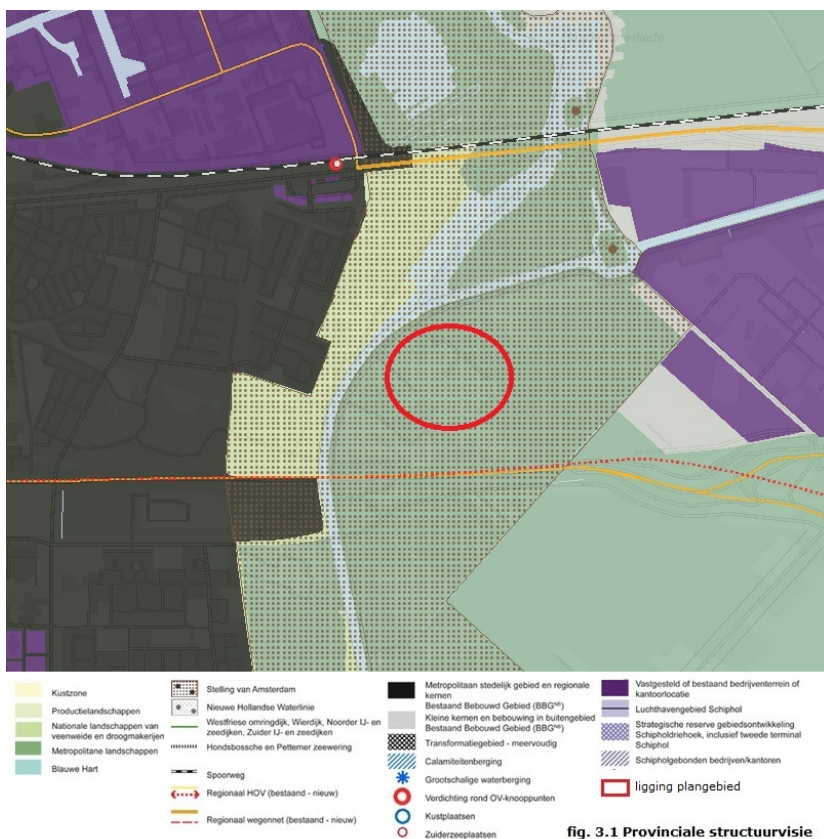 Kustzone
Productielandschappen
Nationale landschappen van
veenweide en droogmakerijen
Metropolitane landschappen
Blauwe Hart
Stelling van Amsterdam
Nieuwe Hollandse Waterlinie
Westfriese omringdijk, Wierdijk, Noorder IJ- en
zeedijken, Zuider IJ- en zeedijken
Hondsbossche en Pettemer zeewering
Spoorweg
Regionaal HOV (bestaand - nieuw)
Regionaal wegennet (bestaand - nieuw)
Metropolitaan stedelijk gebied en regionale
kernen
Bestaand Bebouwd Gebied (BBG)
Kleine kernen en bebouwing in buitengebied
Bestaand Bebouwd Gebied (BBG)
Transformatiegebied - meervoudig
Calamiteitenberging
Grootschalige waterberging
Verdichting rond OV-knooppunten
Kustplaatsen
Zuiderzeeplaatsen
Vastgesteld of bestaand bedrijventerrein of
kantoorlocatie
Luchthavengebied Schiphol
Strategische reserve gebiedsontwikkeling
Schipholdriehoek, inclusief tweede terminal
Schiphol
Schipholgebonden bedrijven/kantoren
ligging plangebied
fig. 3.1 Provinciale structuurvisie